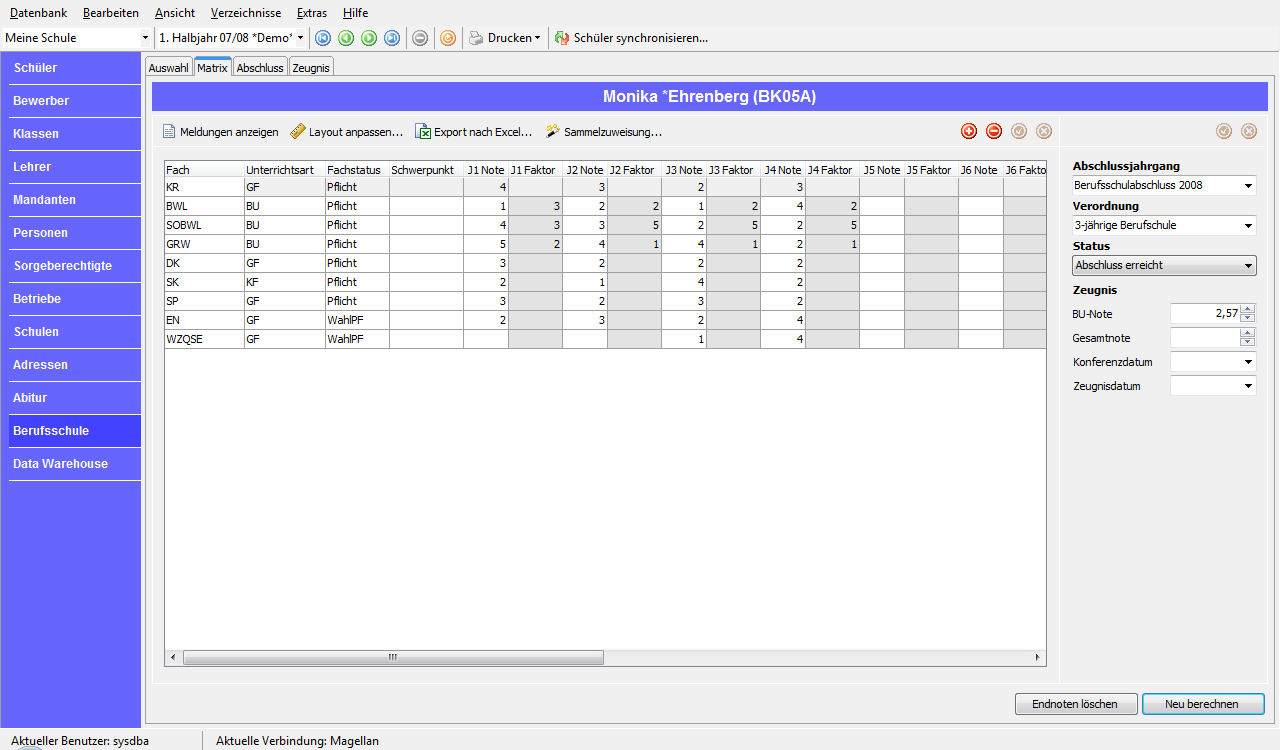 Datenbank Bearbeiten Ansicht Verzeichnisse Extras Hilfe
Meine Schule 1. Halbjahr 07/08 *Demo* Drucken Schüler synchronisieren...
Schüler
Bewerber
Klassen
Lehrer
Mandanten
Personen
Sorgeberechtigte
Betriebe
Schulen
Adressen
Abitur
Berufsschule
Data Warehouse
Auswahl Matrix Abschluss Zeugnis
Monika *Ehrenberg (BK05A)
Meldungen anzeigen Layout anpassen... Export nach Excel... Sammelzuweisung...
Fach Unterrichtsart Fachstatus Schwerpunkt J1 Note J1 Faktor J2 Note J2 Faktor J3 Note J3 Faktor J4 Note J4 Faktor J5 Note J5 Faktor J6 Note J6 Fakto
KR GF Pflicht 4 3 2 3
BWL BU Pflicht 1 3 2 2 1 2 4 2
SOBWL BU Pflicht 4 3 3 5 2 5 2 5
GRW BU Pflicht 5 2 4 1 4 1 2 1
DK GF Pflicht 3 2 2 2
SK KF Pflicht 2 1 4 2
SP GF Pflicht 3 2 3 2
EN GF WahlPF 2 3 2 4
WZQSE GF WahlPF 1 4
Abschlussjahrgang
Berufsschulabschluss 2008
Verordnung
3-jährige Berufschule
Status
Abschluss erreicht
Zeugnis
BU-Note 2,57
Gesamtnote
Konferenzdatum
Zeugnisdatum
Endnoten löschen Neu berechnen
Aktueller Benutzer: sysdba Aktuelle Verbindung: Magellan